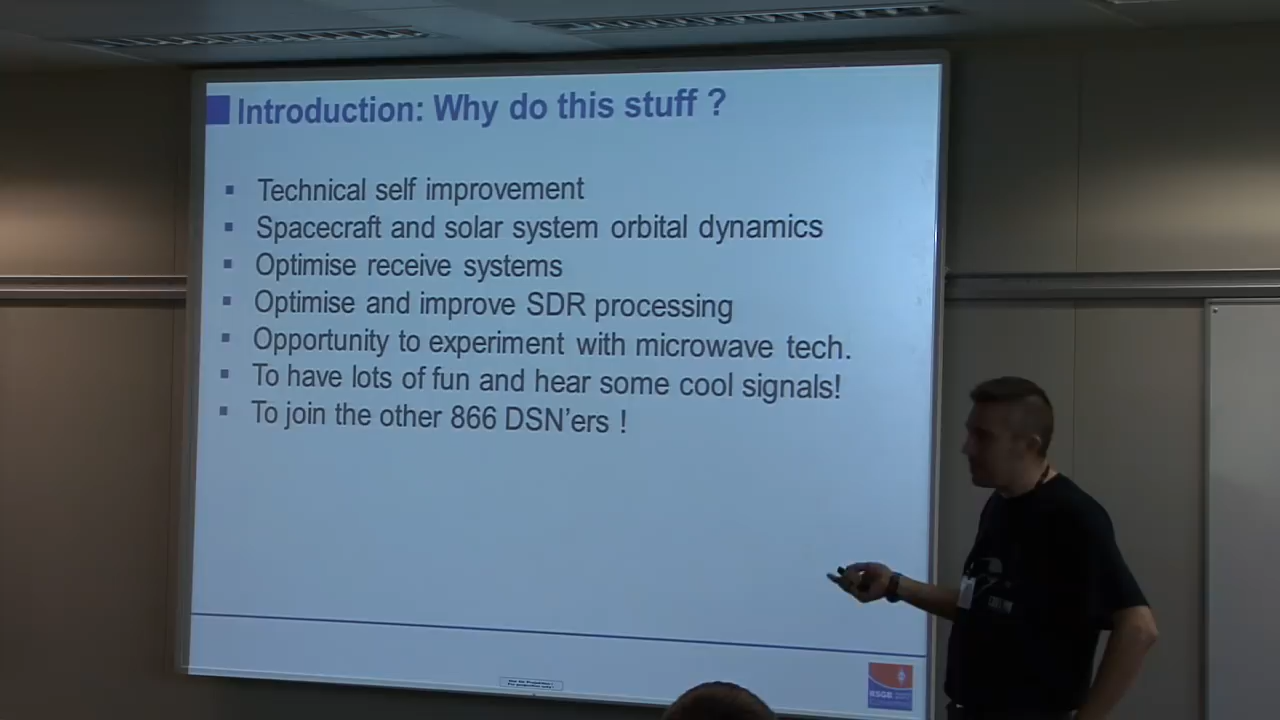 Introduction: Why do this stuff ?
▪ Technical self improvement
▪ Spacecraft and solar system orbital dynamics
▪ Optimise receive systems
▪ Optimise and improve SDR processing
▪ Opportunity to experiment with microwave tech.
▪ To have lots of fun and hear some cool signals!
▪ To join the other 866 DSN'ers !
RSGB